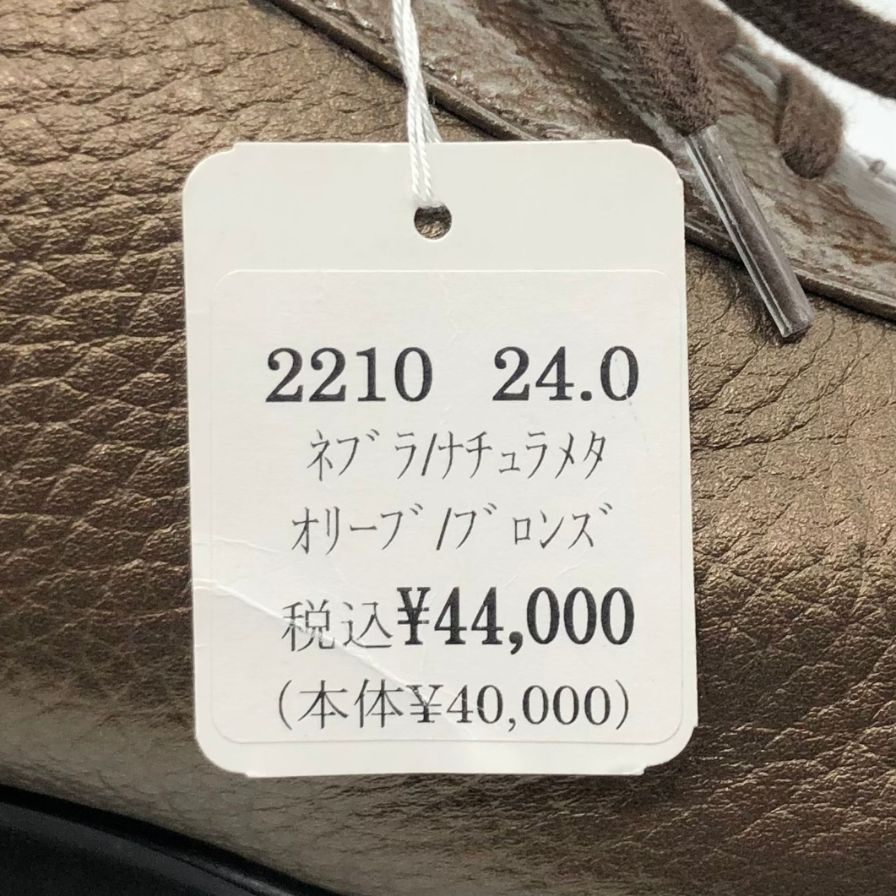 2210 24.0
ﾈﾌﾞﾗ/ﾅﾁｭﾗﾒﾀ
ｵﾘｰﾌﾞ/ﾌﾞﾛﾝｽﾞ
税込¥44,000
(本体¥40,000)